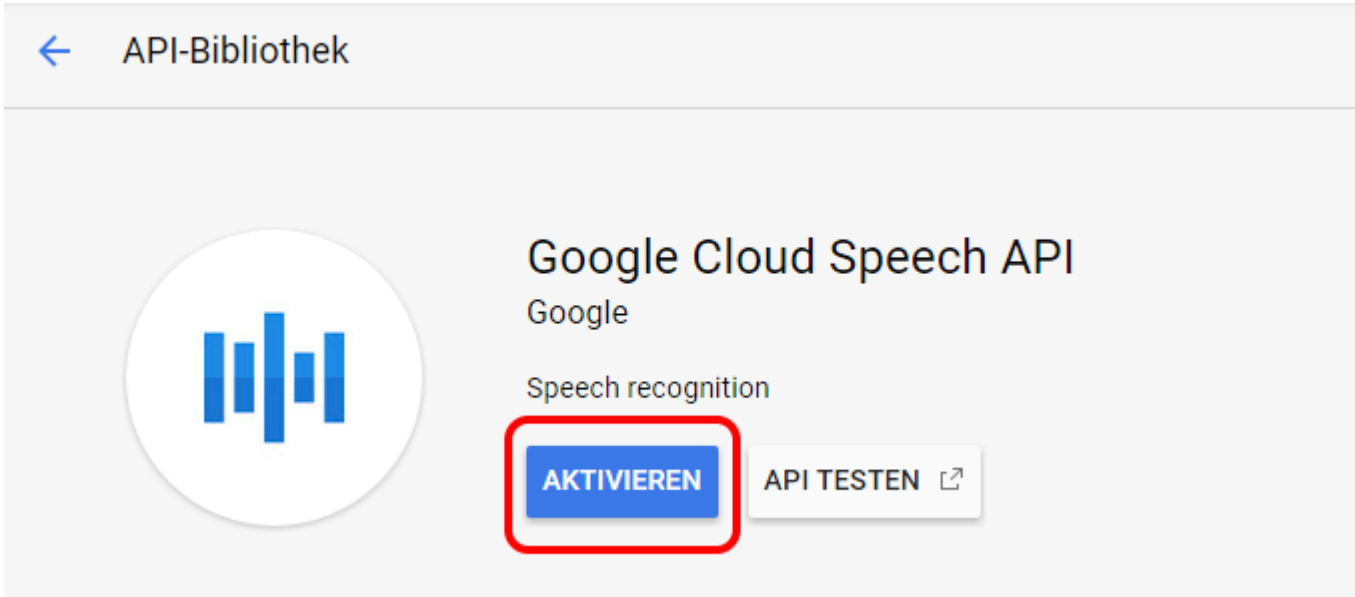 API-Bibliothek
Google Cloud Speech API
Google
Speech recognition
AKTIVIEREN API TESTEN